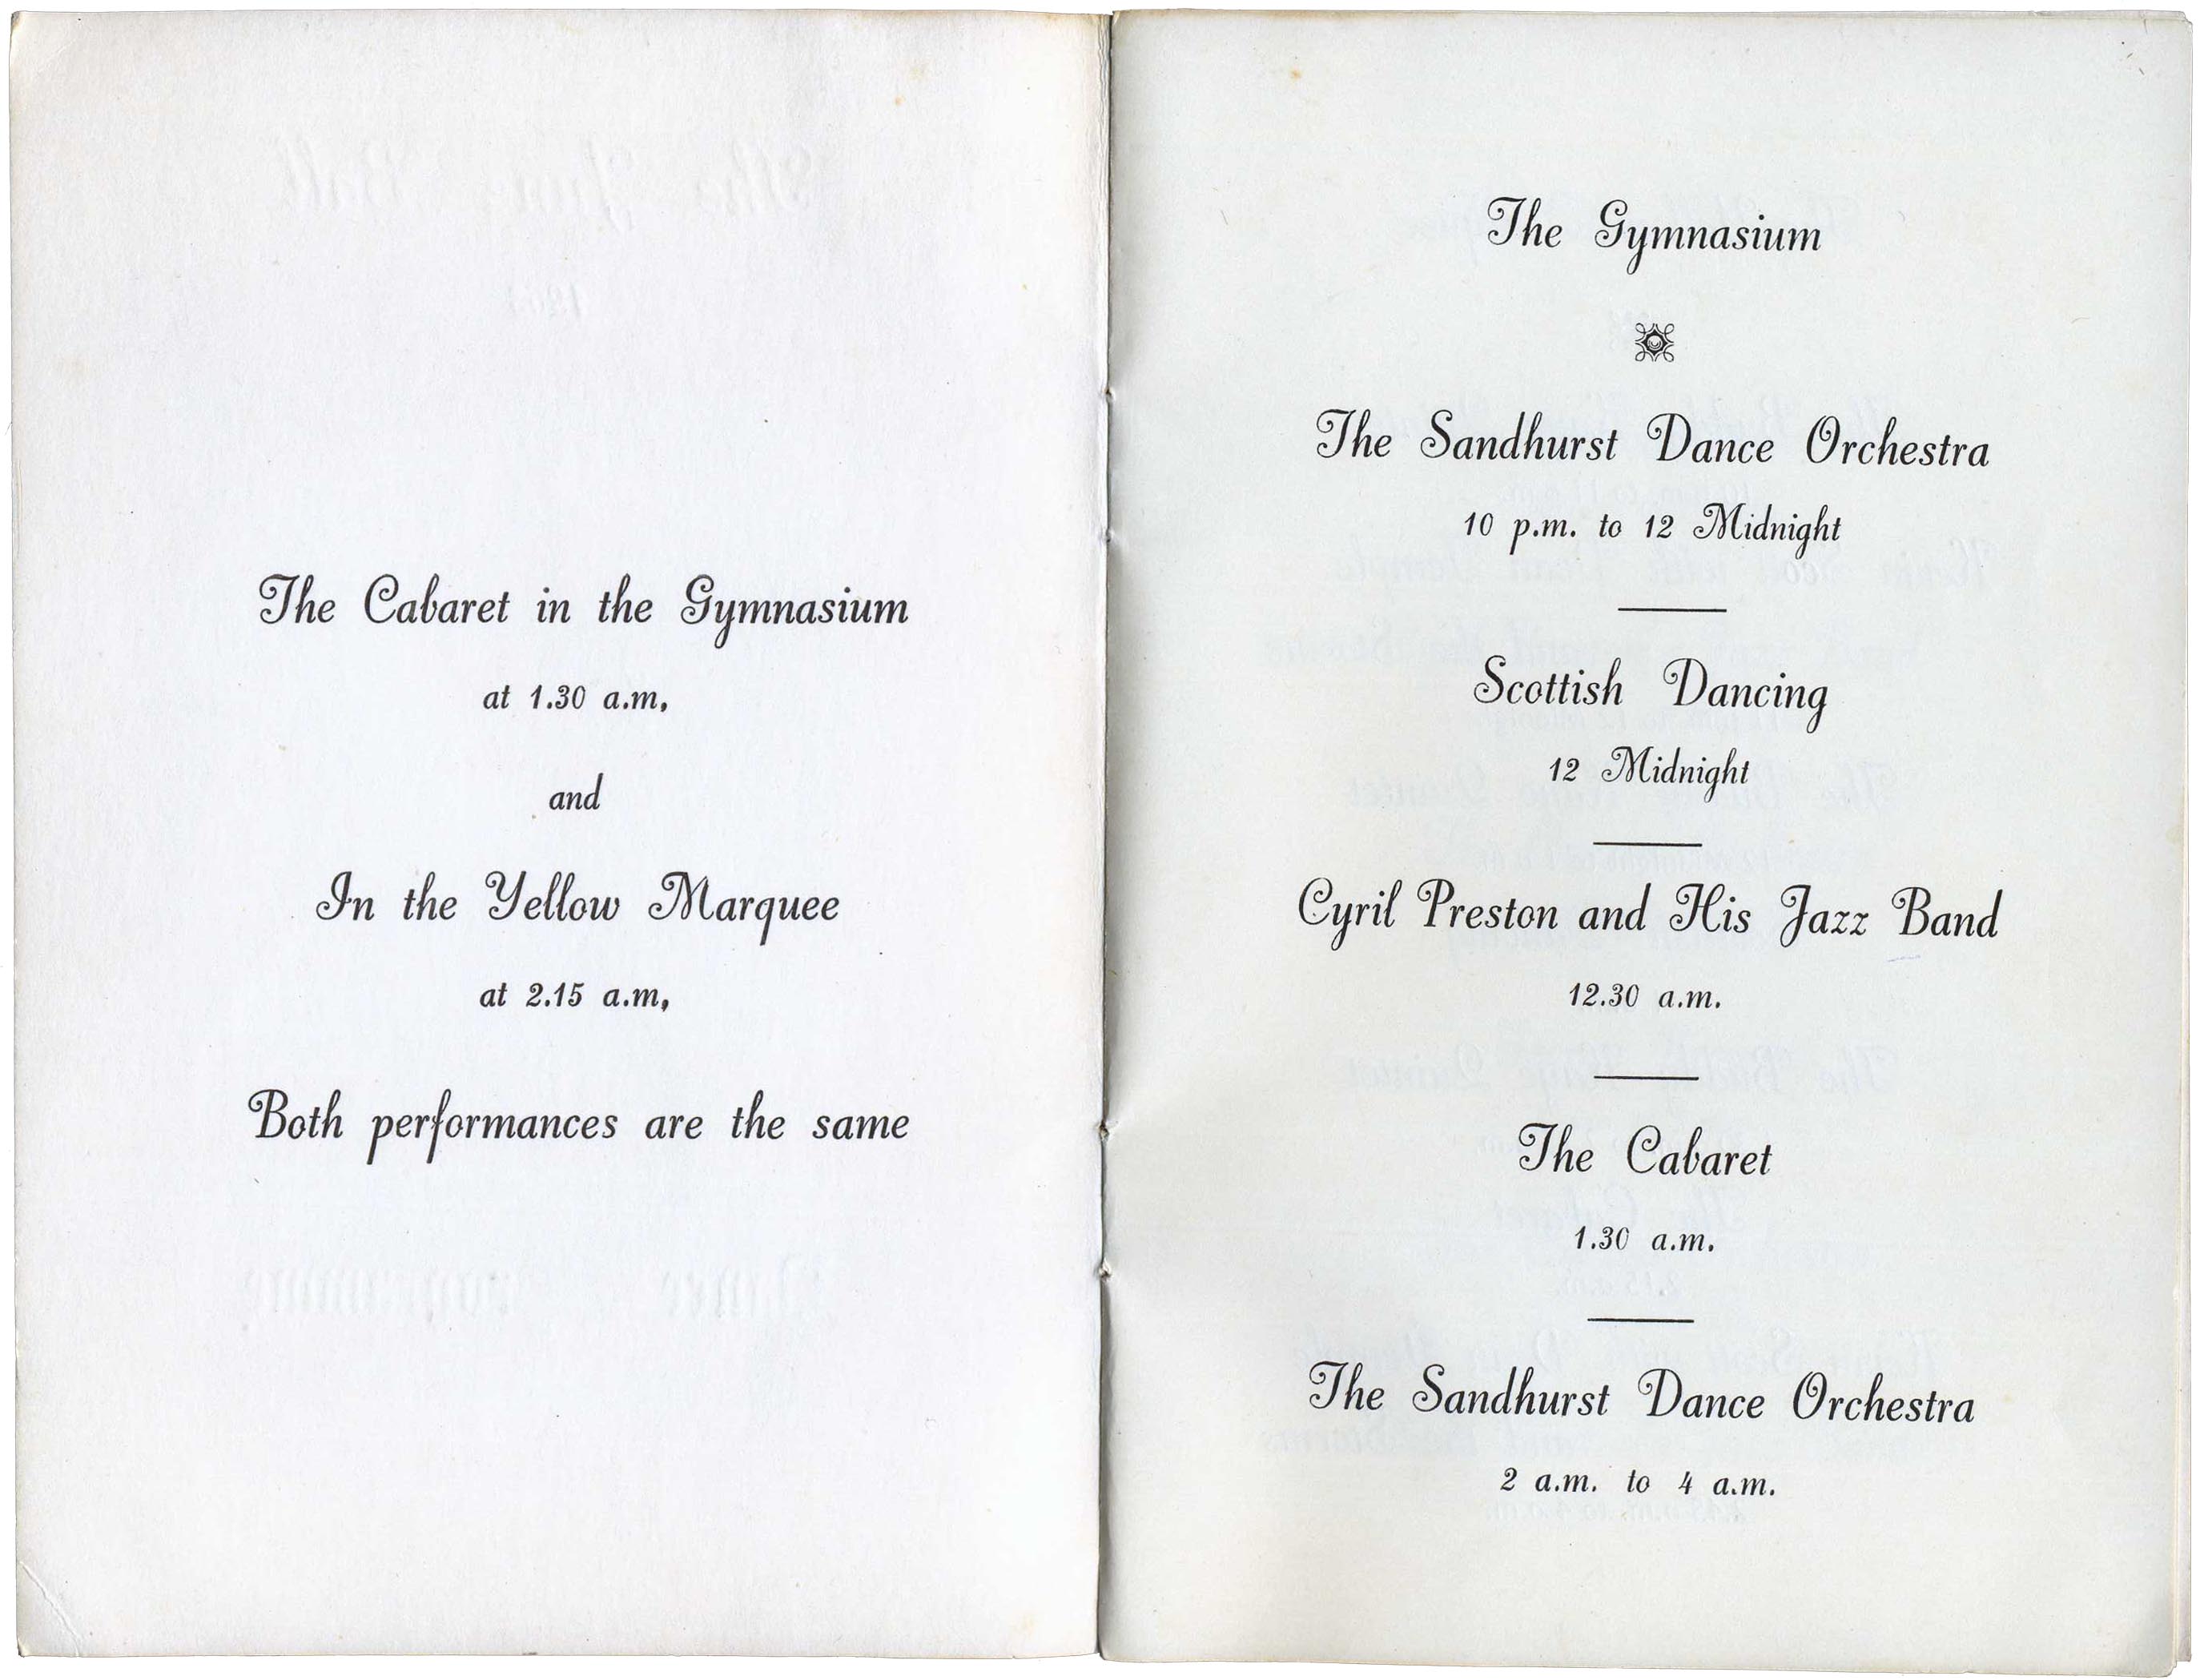 The Cabaret in the Gymnasium
at 1.30 a.m,
and
In the Yellow Marquee
at 2.15 a.m,
Both performances are the same
The Gymnasium
The Sandhurst Dance Orchestra
10 p.m. to 12 Midnight
Scottish Dancing
12 Midnight
Cyril Preston and His Jazz Band
12.30 a.m.
The Cabaret
1.30 a.m.
The Sandhurst Dance Orchestra
2 a.m. to 4 a.m.